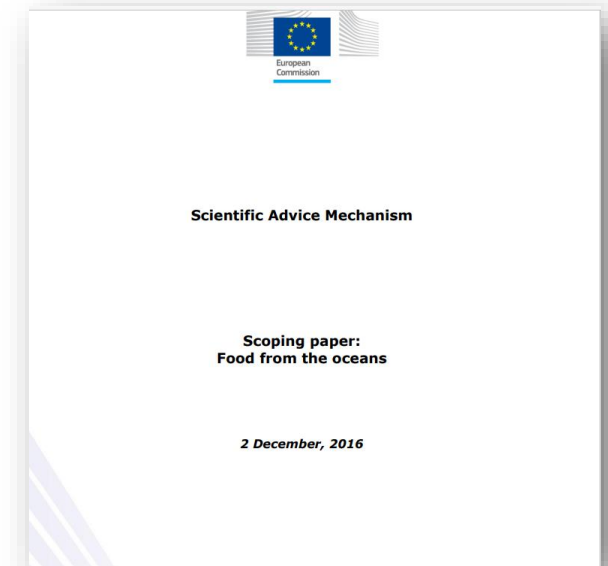 European
Commission
Scientific Advice Mechanism
Scoping paper:
Food from the oceans
2 December, 2016